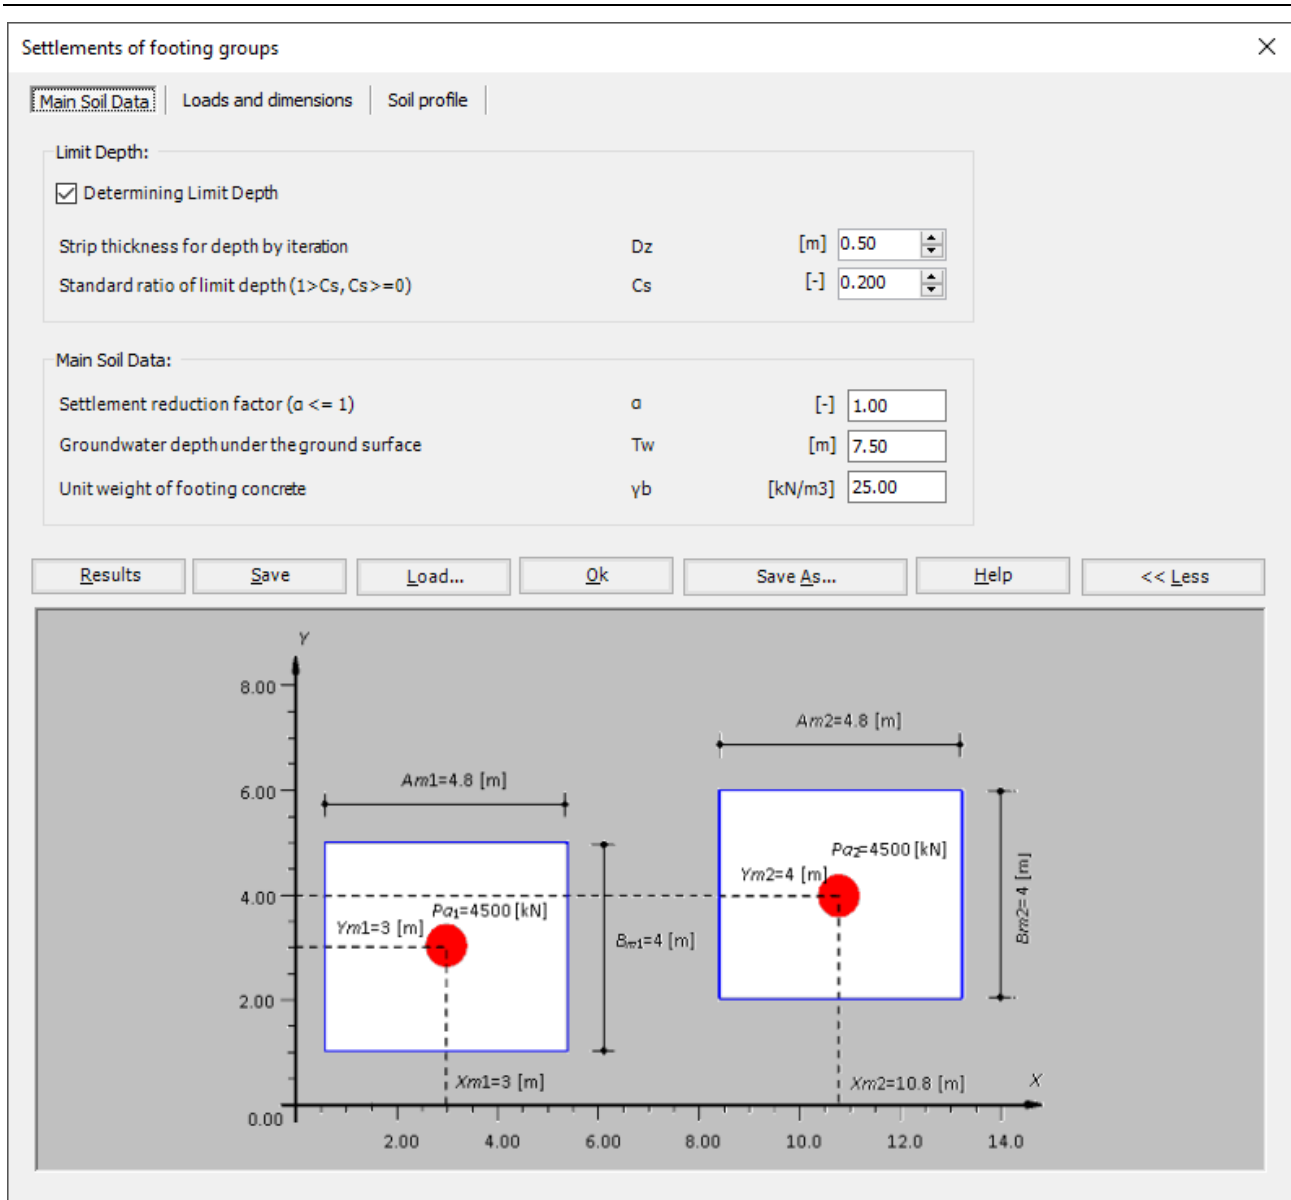 Settlements of footing groups
Main Soil Data Loads and dimensions Soil profile
Limit Depth:
Determining Limit Depth
Strip thickness for depth by iteration Dz [m] 0.50
Standard ratio of limit depth (1>Cs, Cs>=0) Cs [-] 0.200
Main Soil Data:
Settlement reduction factor (α <= 1) α [-] 1.00
Groundwater depth under the ground surface Tw [m] 7.50
Unit weight of footing concrete γb [kN/m3] 25.00
Results Save Load... Ok Save As... Help << Less
Y
8.00
Am2=4.8 [m]
6.00
Am1=4.8 [m]
Pa2=4500 [kN]
Ym2=4 [m]
Bm2=4 [m]
4.00
Pa1=4500 [kN]
Ym1=3 [m]
Bm1=4 [m]
2.00
Xm1=3 [m]
Xm2=10.8 [m]
X
0.00
2.00 4.00 6.00 8.00 10.0 12.0 14.0